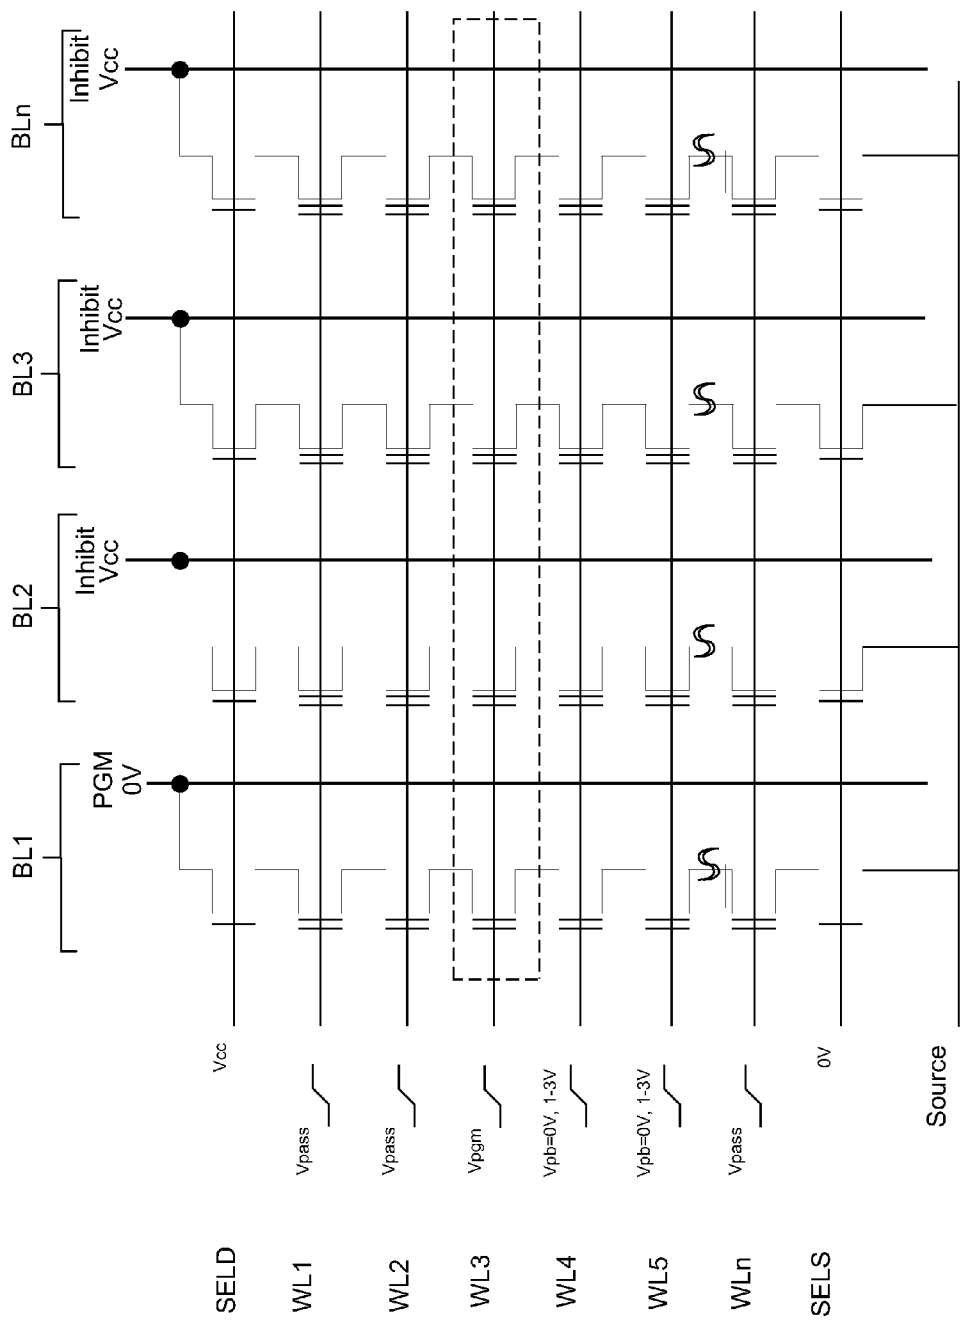 SELD
Vcc
WL1
Vpass
WL2
Vpass
WL3
Vpgm
WL4
Vpb=0V, 1-3V
WL5
Vpb=0V, 1-3V
WLn
Vpass
SELS
0V
Source
BL1
PGM
0V
BL2
Inhibit
Vcc
BL3
Inhibit
Vcc
BLn
Inhibit
Vcc